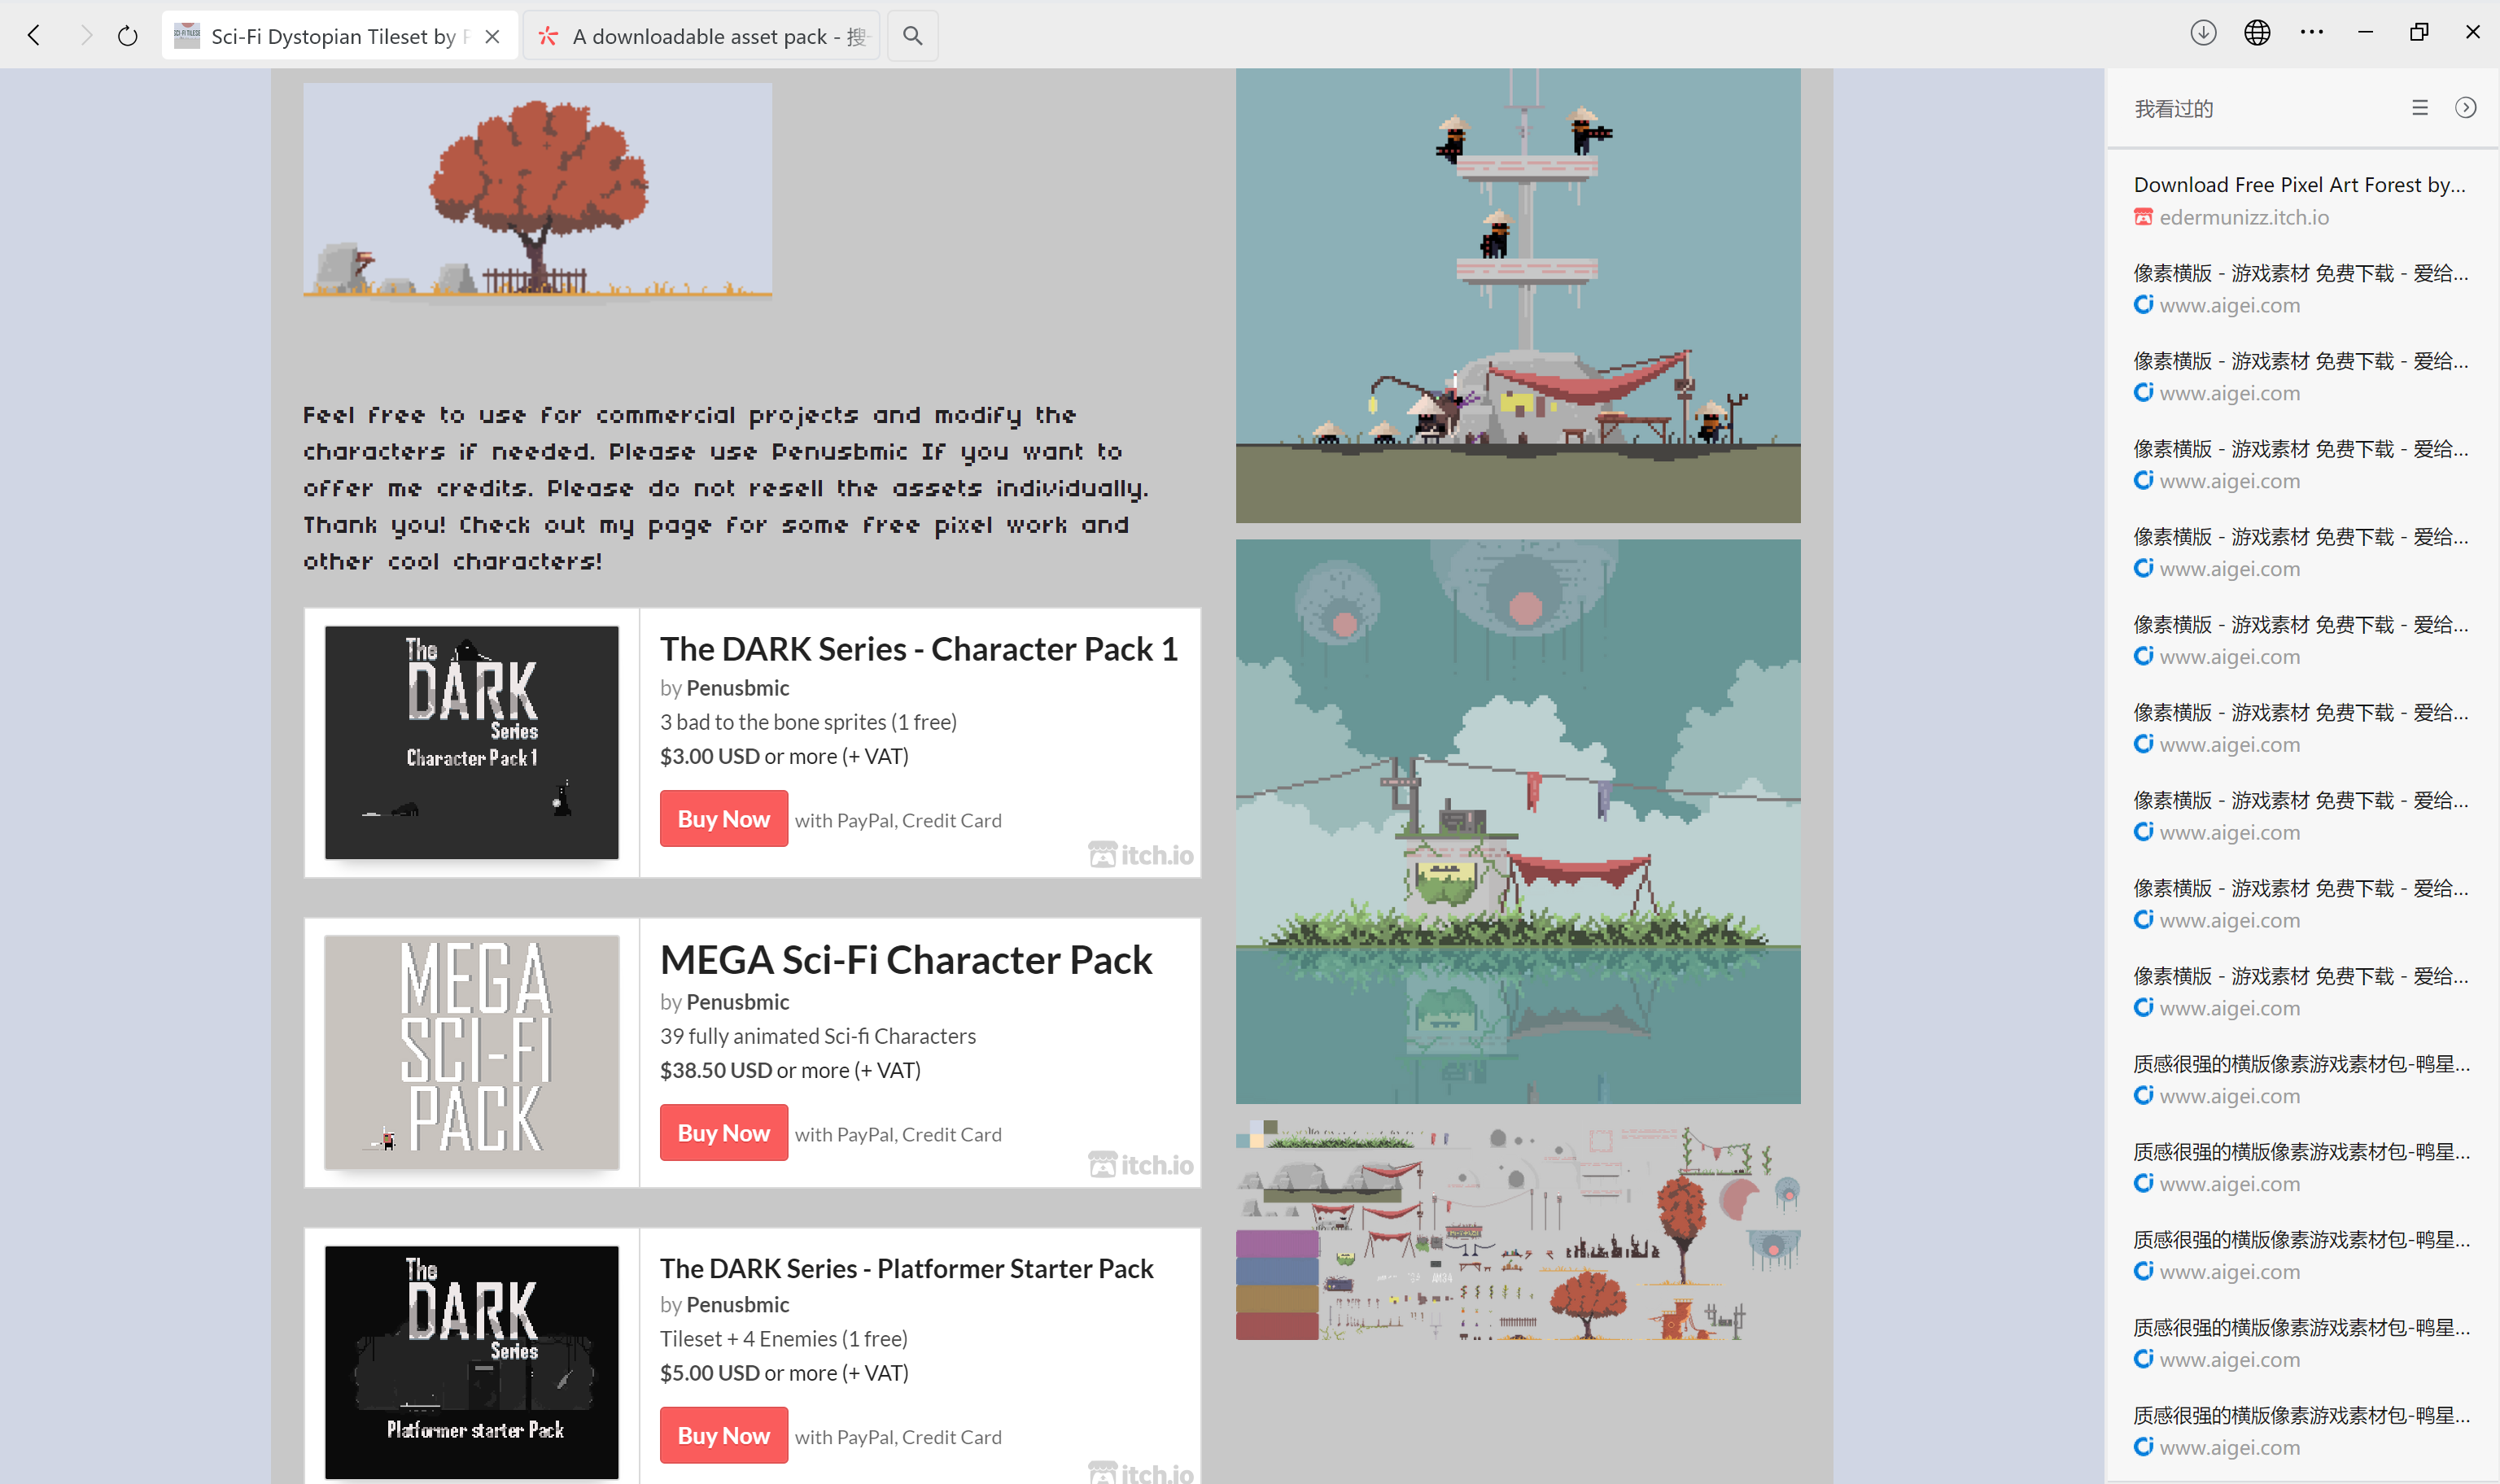 Sci-Fi Dystopian Tileset by
A downloadable asset pack - 搜
Feel free to use for commercial projects and modify the
characters if needed. Please use Penusbmic If you want to
offer me credits. Please do not resell the assets individually.
Thank you! Check out my page for some free pixel work and
other cool characters!
The
DARK
Series
Character Pack 1
The DARK Series - Character Pack 1
by Penusbmic
3 bad to the bone sprites (1 free)
$3.00 USD or more (+ VAT)
Buy Now with PayPal, Credit Card
itch.io
MEGA
SCI-FI
PACK
MEGA Sci-Fi Character Pack
by Penusbmic
39 fully animated Sci-fi Characters
$38.50 USD or more (+ VAT)
Buy Now with PayPal, Credit Card
itch.io
The
DARK
Series
Platformer starter Pack
The DARK Series - Platformer Starter Pack
by Penusbmic
Tileset + 4 Enemies (1 free)
$5.00 USD or more (+ VAT)
Buy Now with PayPal, Credit Card
itch.io
我看过的
Download Free Pixel Art Forest by...
edermunizz.itch.io
像素横版 - 游戏素材 免费下载 - 爱给...
www.aigei.com
像素横版 - 游戏素材 免费下载 - 爱给...
www.aigei.com
像素横版 - 游戏素材 免费下载 - 爱给...
www.aigei.com
像素横版 - 游戏素材 免费下载 - 爱给...
www.aigei.com
像素横版 - 游戏素材 免费下载 - 爱给...
www.aigei.com
像素横版 - 游戏素材 免费下载 - 爱给...
www.aigei.com
像素横版 - 游戏素材 免费下载 - 爱给...
www.aigei.com
像素横版 - 游戏素材 免费下载 - 爱给...
www.aigei.com
像素横版 - 游戏素材 免费下载 - 爱给...
www.aigei.com
质感很强的横版像素游戏素材包-鸭星...
www.aigei.com
质感很强的横版像素游戏素材包-鸭星...
www.aigei.com
质感很强的横版像素游戏素材包-鸭星...
www.aigei.com
质感很强的横版像素游戏素材包-鸭星...
www.aigei.com
质感很强的横版像素游戏素材包-鸭星...
www.aigei.com